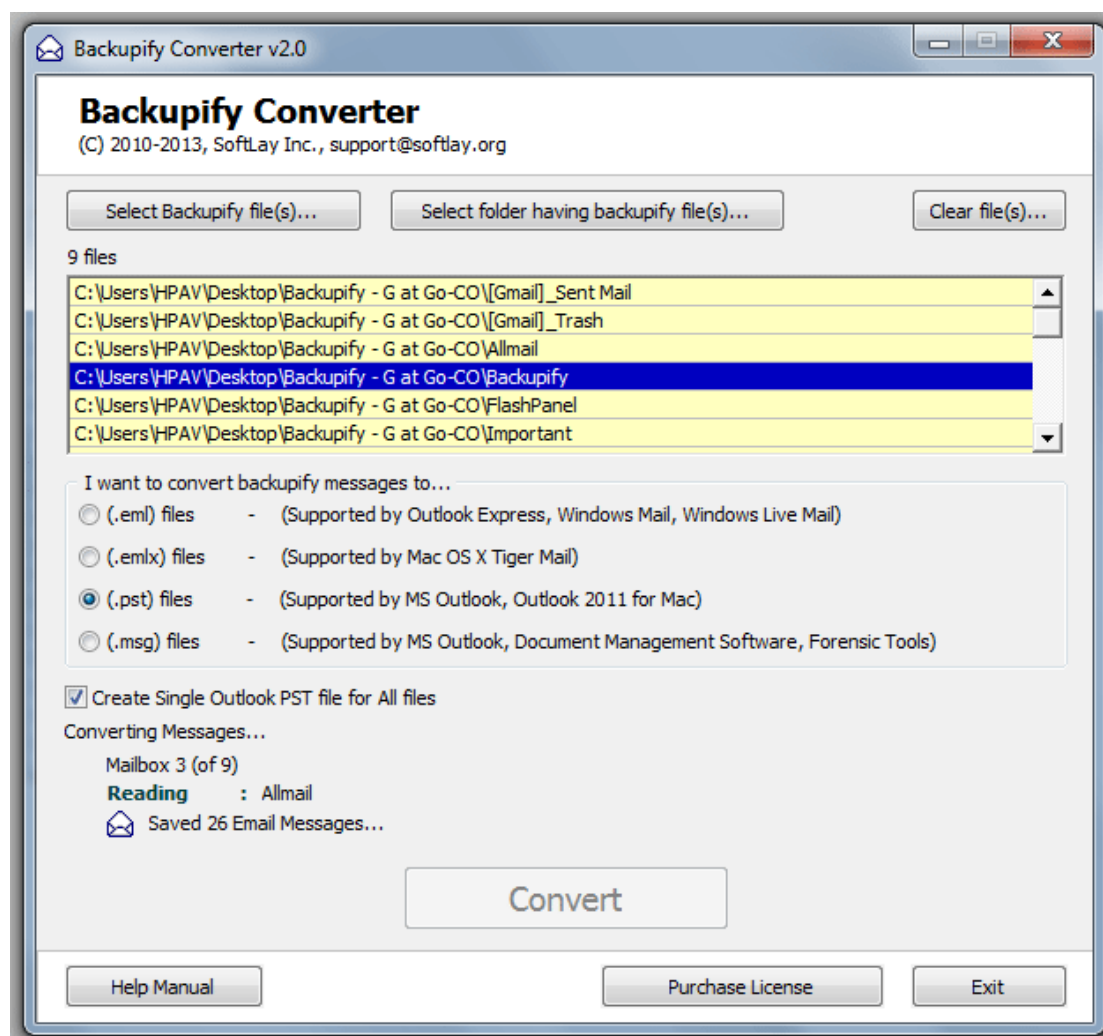 Backupify Converter v2.0
Backupify Converter
(C) 2010-2013, SoftLay Inc., support@softlay.org
Select Backupify file(s)... Select folder having backupify file(s)... Clear file(s)...
9 files
C:\Users\HPAV\Desktop\Backupify - G at Go-CO\[Gmail]_Sent Mail
C:\Users\HPAV\Desktop\Backupify - G at Go-CO\[Gmail]_Trash
C:\Users\HPAV\Desktop\Backupify - G at Go-CO\Allmail
C:\Users\HPAV\Desktop\Backupify - G at Go-CO\Backupify
C:\Users\HPAV\Desktop\Backupify - G at Go-CO\FlashPanel
C:\Users\HPAV\Desktop\Backupify - G at Go-CO\Important
I want to convert backupify messages to...
(.eml) files - (Supported by Outlook Express, Windows Mail, Windows Live Mail)
(.emlx) files - (Supported by Mac OS X Tiger Mail)
(.pst) files - (Supported by MS Outlook, Outlook 2011 for Mac)
(.msg) files - (Supported by MS Outlook, Document Management Software, Forensic Tools)
Create Single Outlook PST file for All files
Converting Messages...
Mailbox 3 (of 9)
Reading : Allmail
Saved 26 Email Messages...
Convert
Help Manual Purchase License Exit